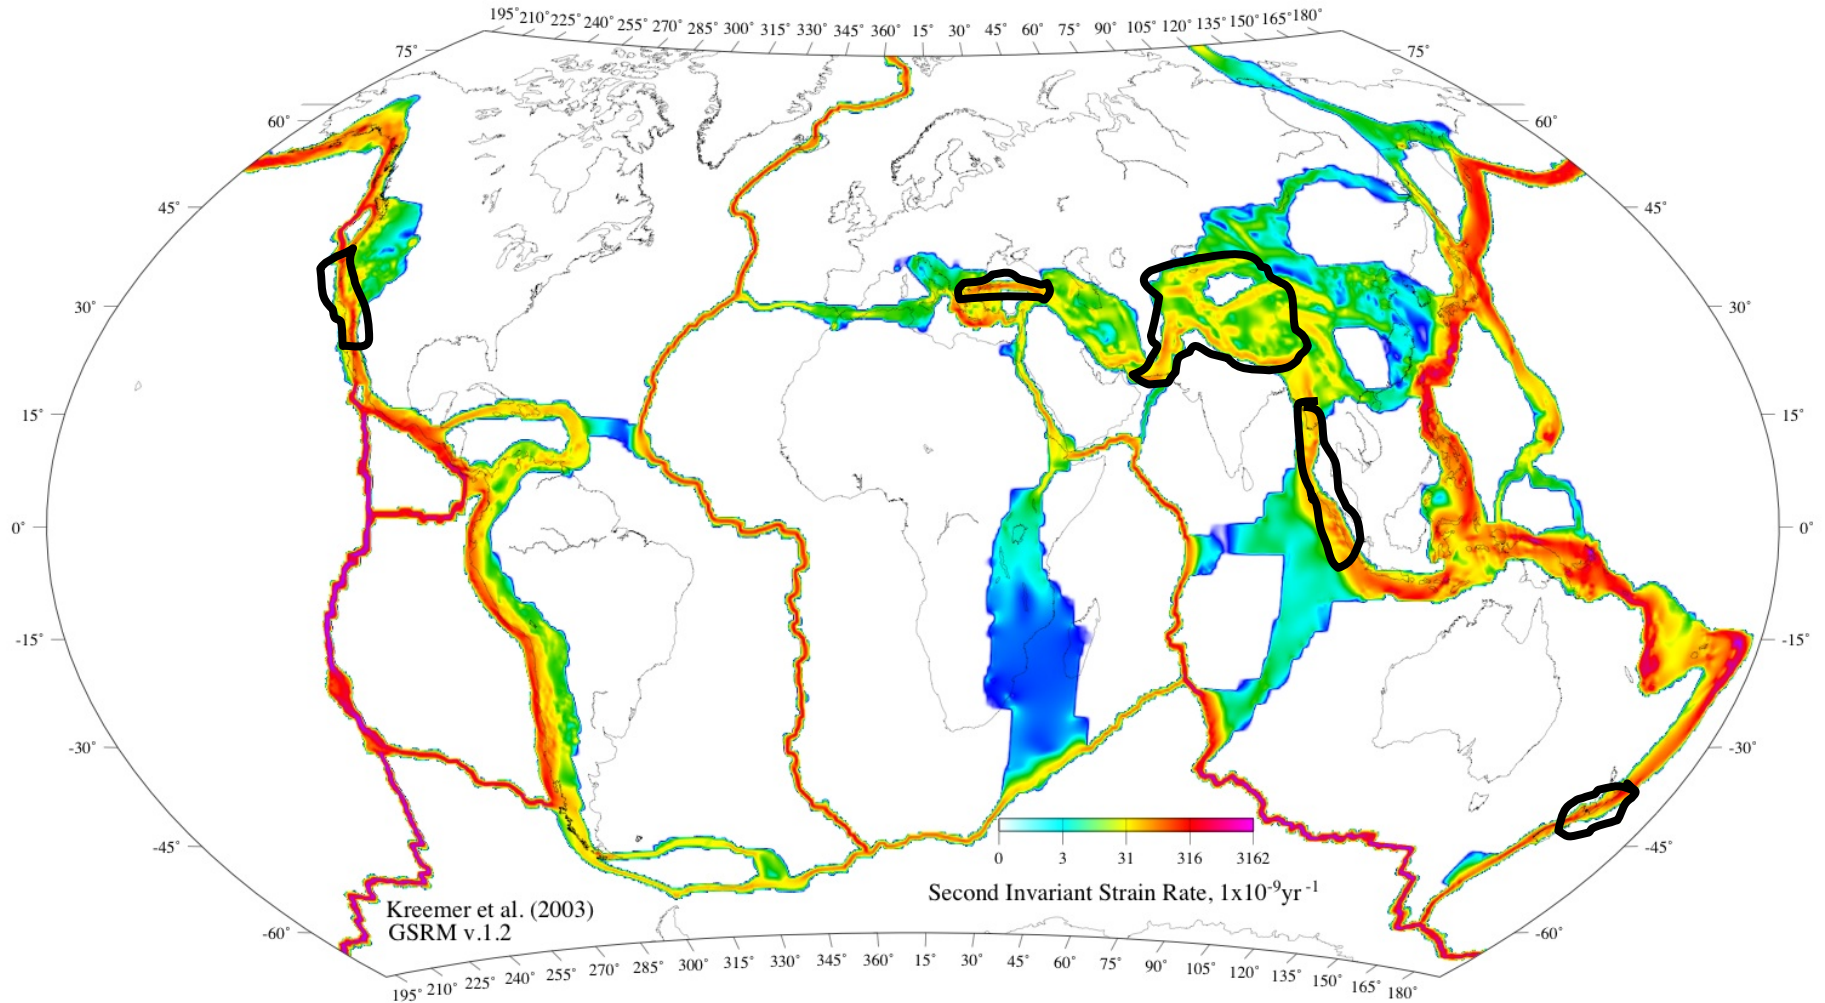 195° 210° 225° 240° 255° 270° 285° 300° 315° 330° 345° 360° 15° 30° 45° 60° 75° 90° 105° 120° 135° 150° 165° 180°
75° 75°
60° 60°
45° 45°
30° 30°
15° 15°
0° 0°
-15° -15°
-30° -30°
-45° -45°
0 3 31 316 3162
Second Invariant Strain Rate, 1x10-9yr -1
Kreemer et al. (2003)
GSRM v.1.2
-60° -60°
195° 210° 225° 240° 255° 270° 285° 300° 315° 330° 345° 360° 15° 30° 45° 60° 75° 90° 105° 120° 135° 150° 165° 180°